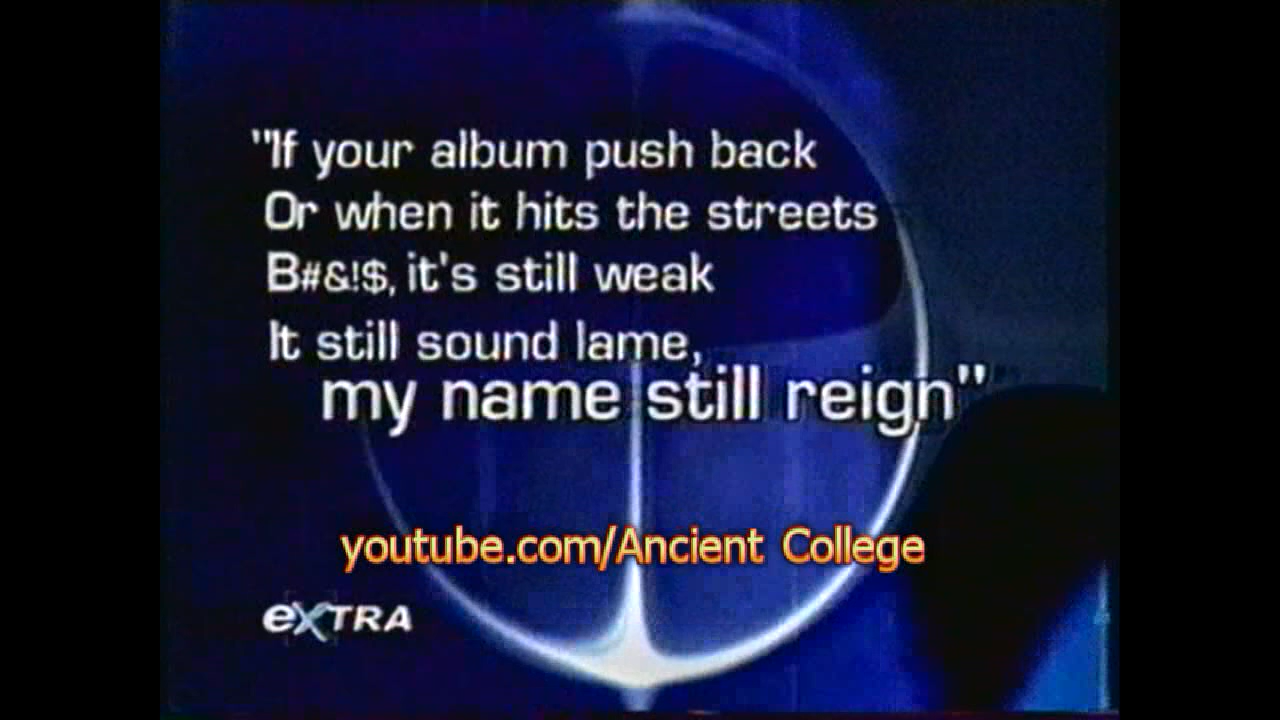 "If your album push back
Or when it hits the streets
B#&!$, it's still weak
It still sound lame,
my name still reign"
youtube.com/Ancient College
eXTRA